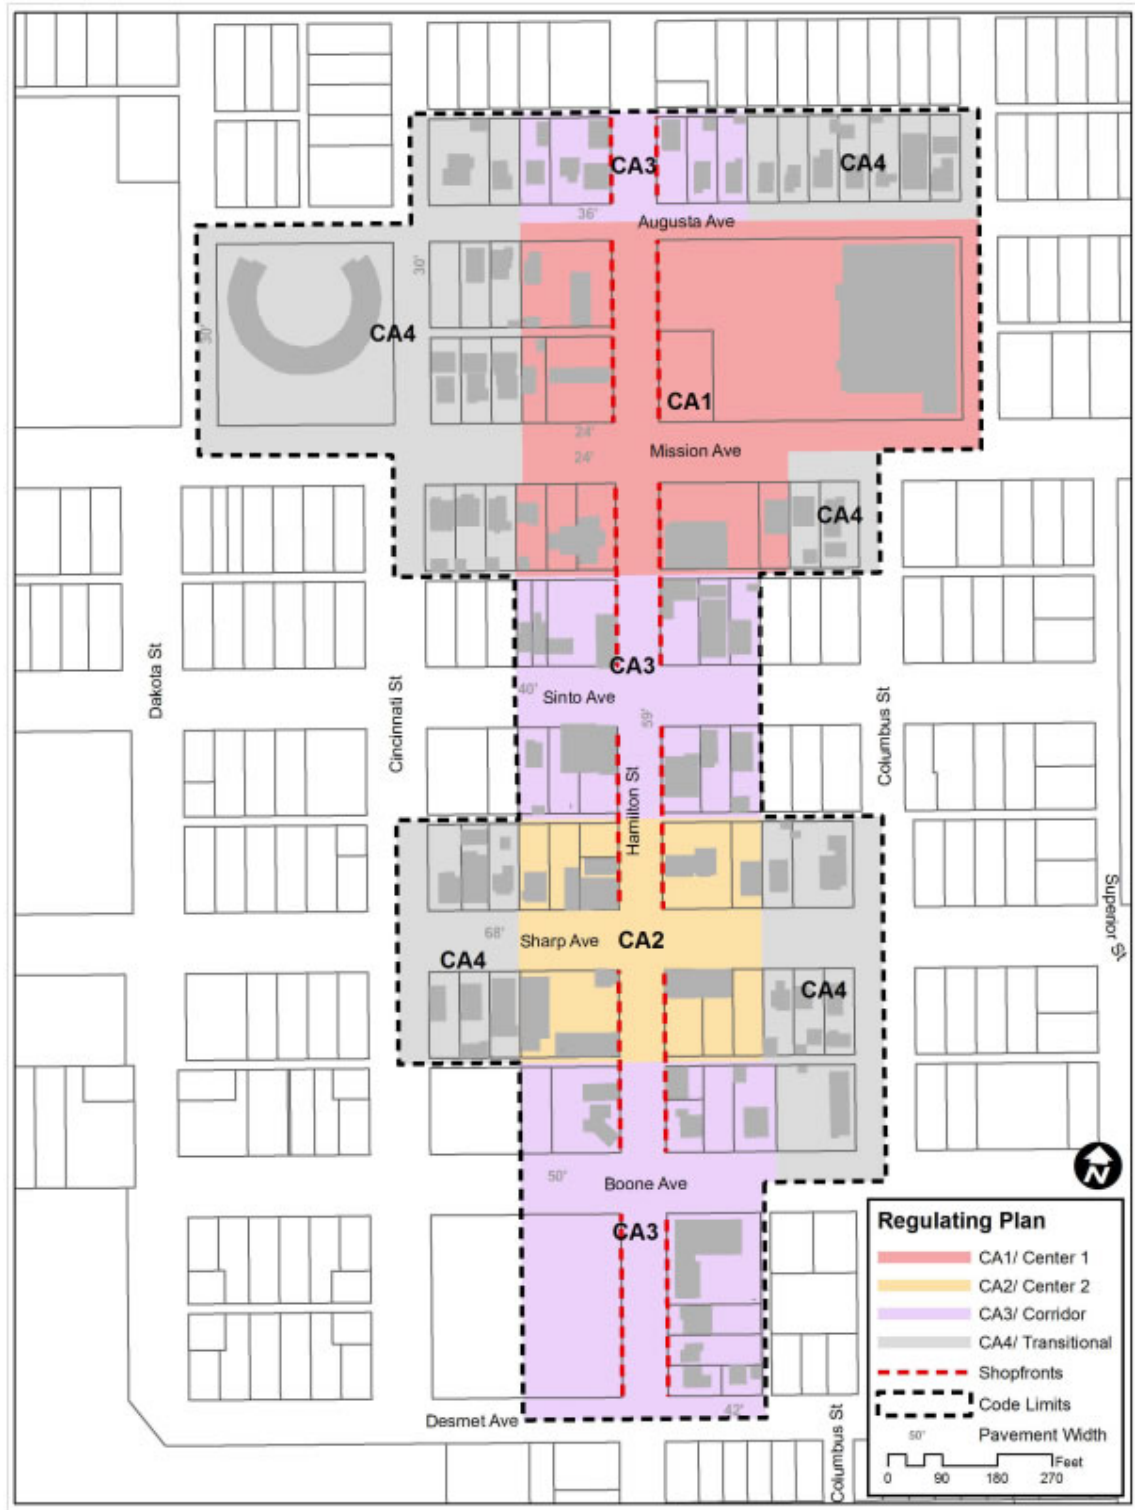 CA3
CA4
36'
Augusta Ave
30'
CA4
30'
CA1
24'
24'
Mission Ave
CA4
CA3
40'
Sinto Ave
59'
Dakota St
Cincinnati St
Columbus St
Hamilton St
Superior St
68'
Sharp Ave
CA2
CA4
CA4
50'
Boone Ave
CA3
N
Desmet Ave
42'
Columbus St
Regulating Plan
CA1/ Center 1
CA2/ Center 2
CA3/ Corridor
CA4/ Transitional
Shopfronts
Code Limits
50'
Pavement Width
Feet
0 90 180 270